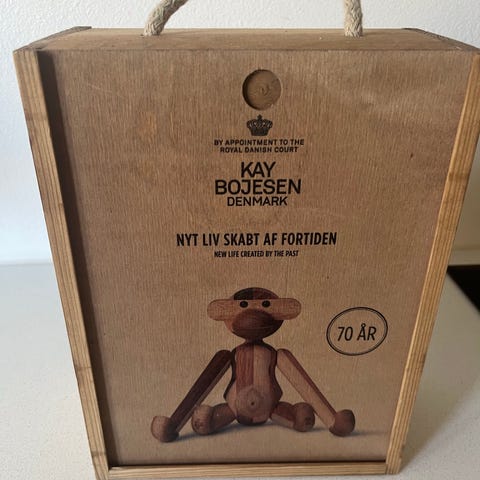 BY APPOINTMENT TO THE
ROYAL DANISH COURT
KAY
BOJESEN
DENMARK
NYT LIV SKABT AF FORTIDEN
NEW LIFE CREATED BY THE PAST
70 ÅR